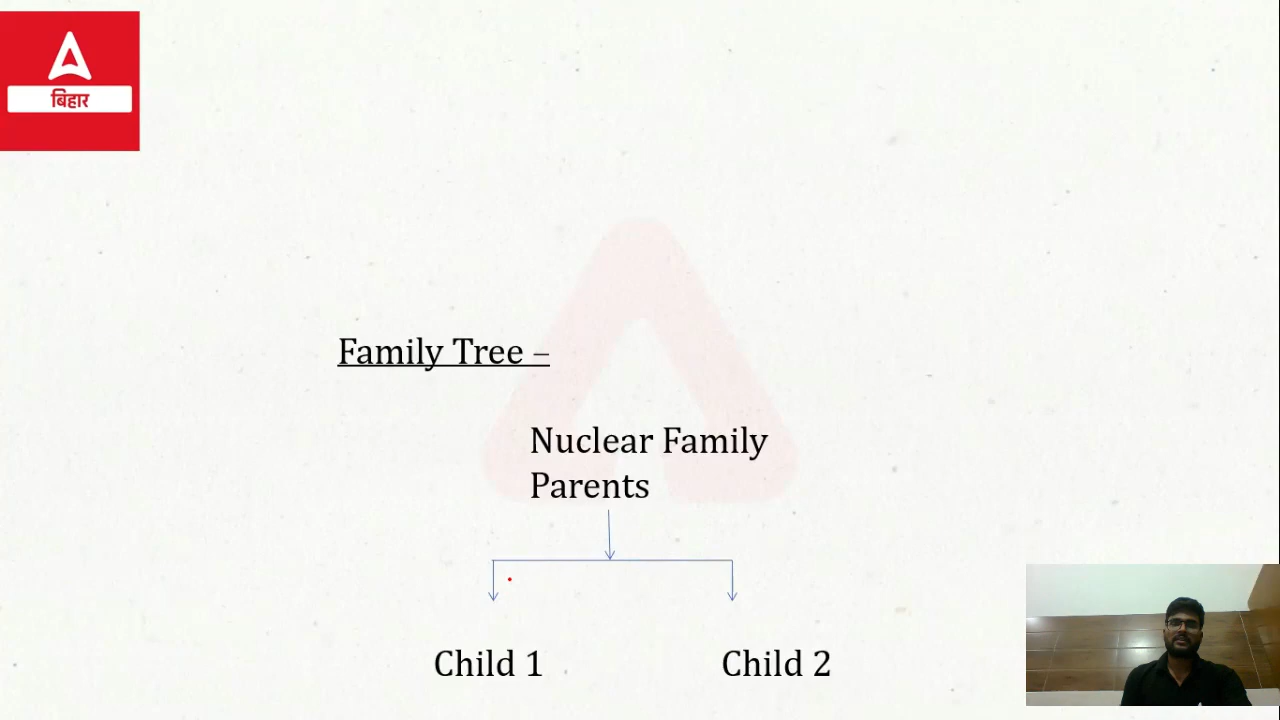 बिहार
Family Tree –
Nuclear Family
Parents
Child 1
Child 2